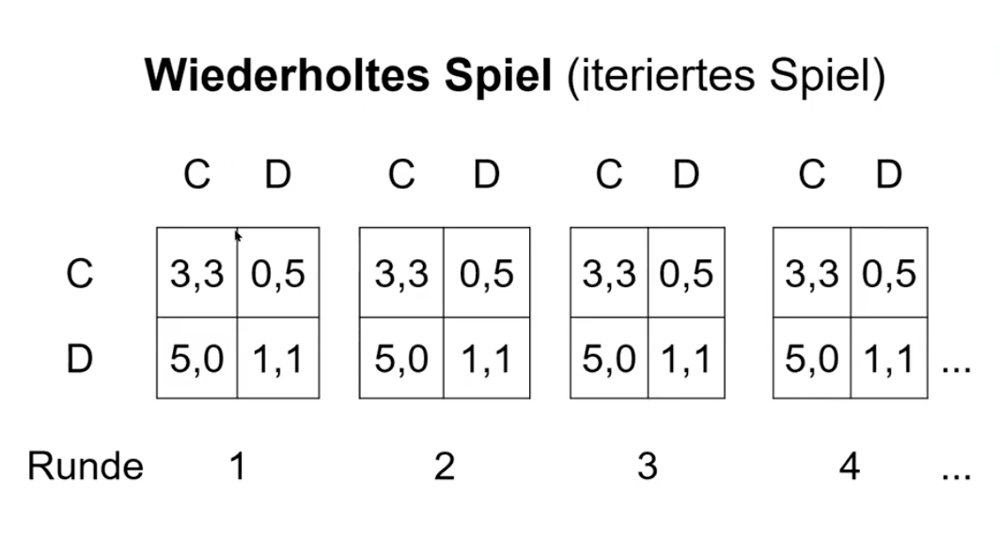 Wiederholtes Spiel (iteriertes Spiel)
C D C D C D C D
C 3,3 0,5 3,3 0,5 3,3 0,5 3,3 0,5
D 5,0 1,1 5,0 1,1 5,0 1,1 5,0 1,1 ...
Runde 1 2 3 4 ...